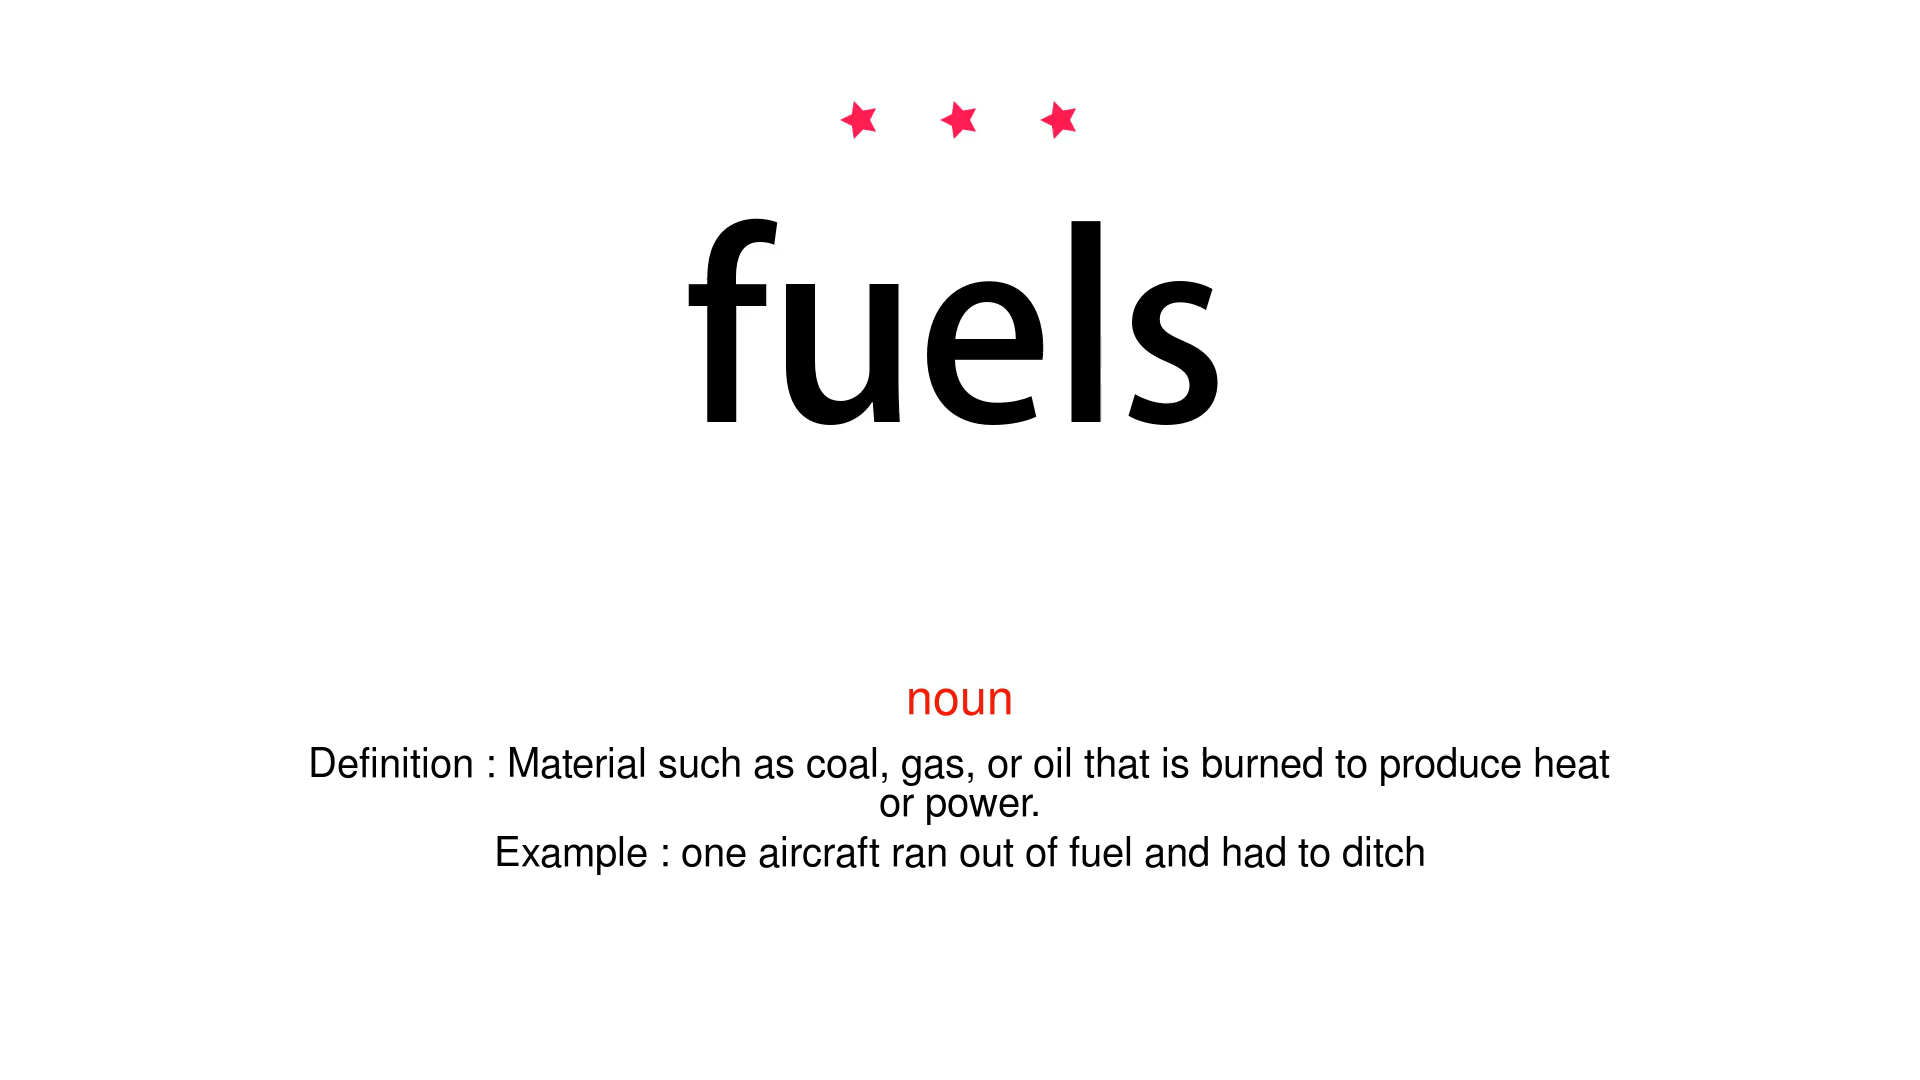 fuels
noun
Definition : Material such as coal, gas, or oil that is burned to produce heat
or power.
Example : one aircraft ran out of fuel and had to ditch